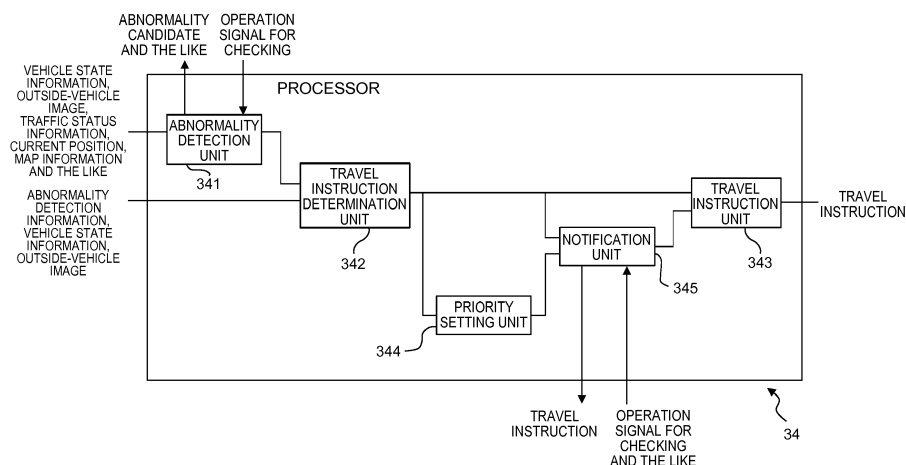 ABNORMALITY
CANDIDATE
AND THE LIKE
OPERATION
SIGNAL FOR
CHECKING
VEHICLE STATE
INFORMATION,
OUTSIDE-VEHICLE
IMAGE,
TRAFFIC STATUS
INFORMATION,
CURRENT POSITION,
MAP INFORMATION
AND THE LIKE
PROCESSOR
ABNORMALITY
DETECTION
UNIT
341
ABNORMALITY
DETECTION
INFORMATION,
VEHICLE STATE
INFORMATION,
OUTSIDE-VEHICLE
IMAGE
TRAVEL
INSTRUCTION
DETERMINATION
UNIT
342
TRAVEL
INSTRUCTION
UNIT
343
TRAVEL
INSTRUCTION
NOTIFICATION
UNIT
345
PRIORITY
SETTING UNIT
344
TRAVEL
INSTRUCTION
OPERATION
SIGNAL FOR
CHECKING
AND THE LIKE
34